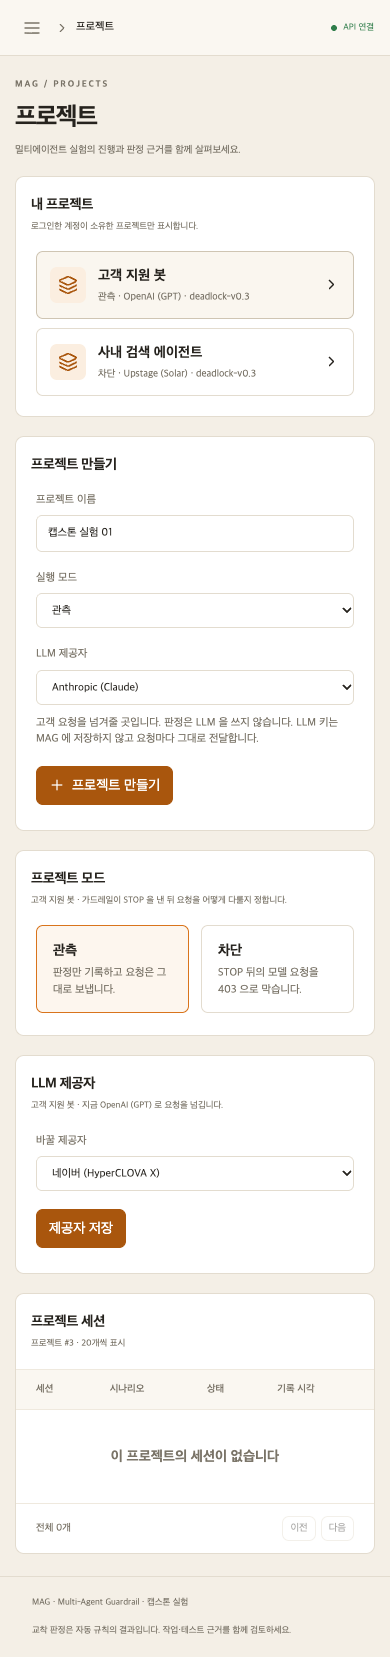 프로젝트
API 연결
MAG / PROJECTS
프로젝트
멀티에이전트 실험의 진행과 판정 근거를 함께 살펴보세요.
내 프로젝트
로그인한 계정이 소유한 프로젝트만 표시합니다.
고객 지원 봇
관측 · OpenAI (GPT) · deadlock-v0.3
사내 검색 에이전트
차단 · Upstage (Solar) · deadlock-v0.3
프로젝트 만들기
프로젝트 이름
캡스톤 실험 01
실행 모드
관측
LLM 제공자
Anthropic (Claude)
고객 요청을 넘겨줄 곳입니다. 판정은 LLM 을 쓰지 않습니다. LLM 키는
MAG 에 저장하지 않고 요청마다 그대로 전달합니다.
프로젝트 만들기
프로젝트 모드
고객 지원 봇 · 가드레일이 STOP 을 낸 뒤 요청을 어떻게 다룰지 정합니다.
관측
판정만 기록하고 요청은 그
대로 보냅니다.
차단
STOP 뒤의 모델 요청을
403 으로 막습니다.
LLM 제공자
고객 지원 봇 · 지금 OpenAI (GPT) 로 요청을 넘깁니다.
바꿀 제공자
네이버 (HyperCLOVA X)
제공자 저장
프로젝트 세션
프로젝트 #3 · 20개씩 표시
세션 시나리오 상태 기록 시각
이 프로젝트의 세션이 없습니다
전체 0개
이전 다음
MAG · Multi-Agent Guardrail · 캡스톤 실험
교착 판정은 자동 규칙의 결과입니다. 작업·테스트 근거를 함께 검토하세요.